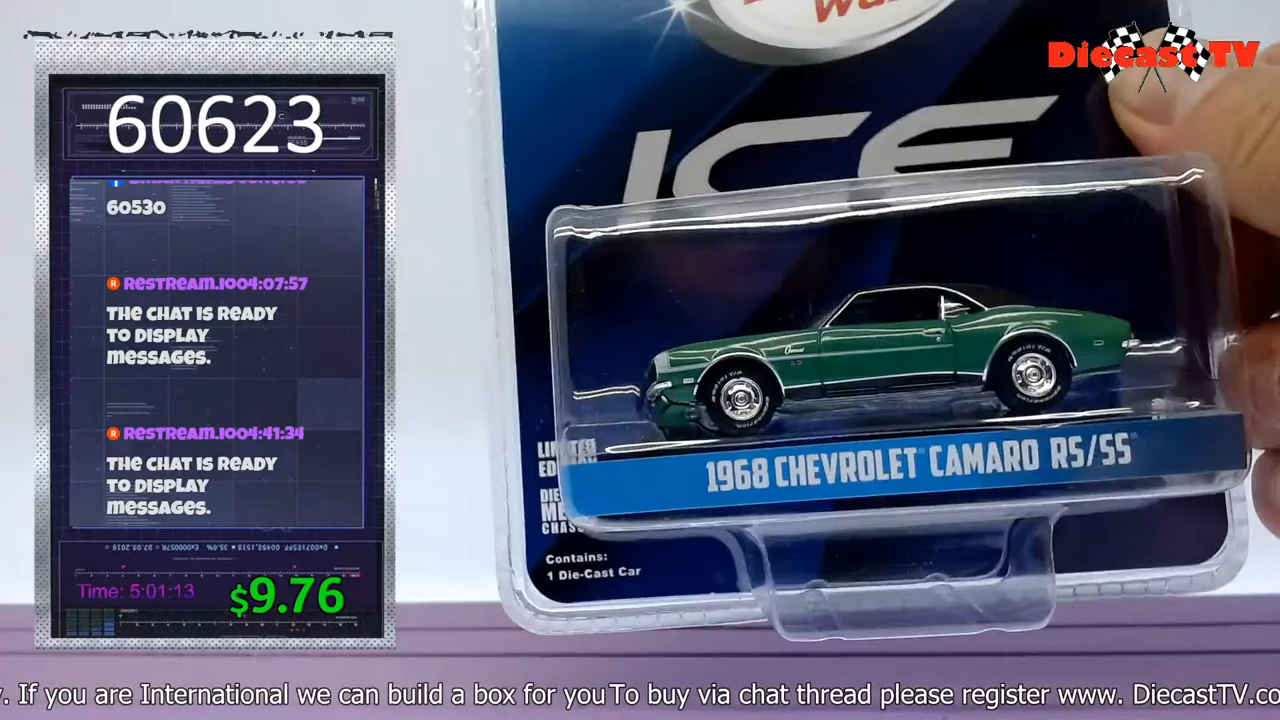 60623
60530
Restream.io04:07:57
THE CHAT IS READY
TO DISPLAY
MESSAGES.
Restream.io04:41:34
THE CHAT IS READY
TO DISPLAY
MESSAGES.
Time: 5:01:13
$9.76
Diecast TV
ICE
1968 CHEVROLET CAMARO RS/SS
LIMITED
Contains:
1 Die-Cast Car
. If you are International we can build a box for you To buy via chat thread please register www. DiecastTV.co